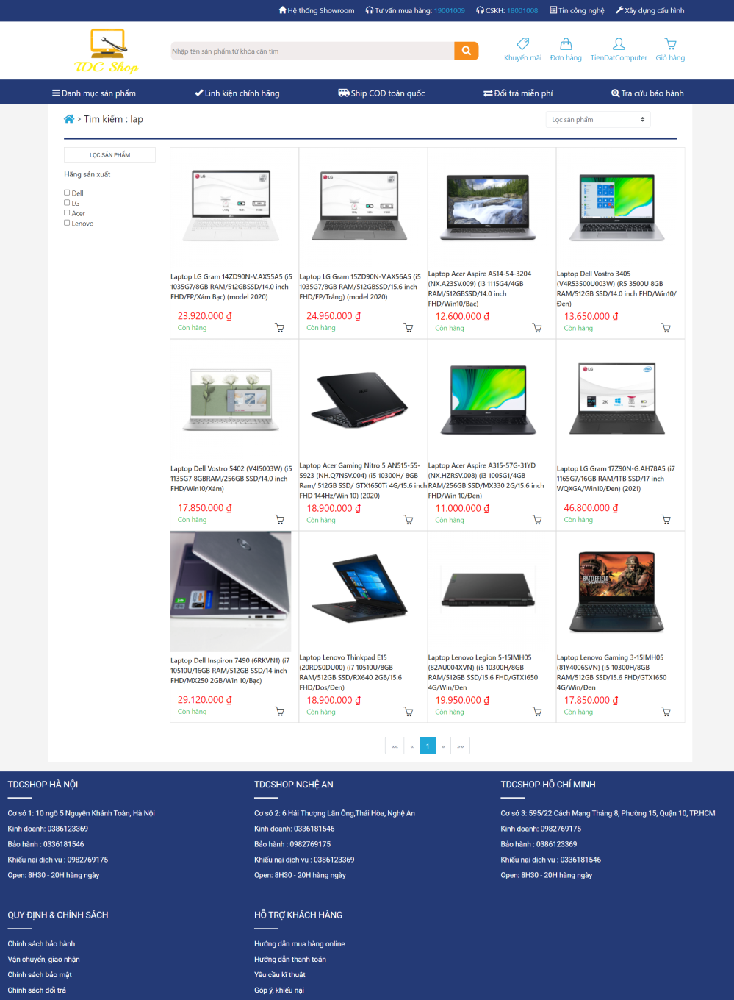 Hệ thống Showroom
Tư vấn mua hàng: 19001009
CSKH: 18001008
Tin công nghệ
Xây dựng cấu hình
TDC Shop
Nhập tên sản phẩm,từ khóa cần tìm
Khuyến mãi
Đơn hàng
TienDatComputer
Giỏ hàng
Danh mục sản phẩm
Linh kiện chính hãng
Ship COD toàn quốc
Đổi trả miễn phí
Tra cứu bảo hành
> Tìm kiếm : lap
Lọc sản phẩm
LỌC SẢN PHẨM
Hãng sản xuất
Dell
LG
Acer
Lenovo
Laptop LG Gram 14ZD90N-V.AX55A5 (i5
1035G7/8GB RAM/512GBSSD/14.0 inch
FHD/FP/Xám Bạc) (model 2020)
23.920.000 ₫
Còn hàng
Laptop LG Gram 15ZD90N-V.AX56A5 (i5
1035G7/8GB RAM/512GBSSD/15.6 inch
FHD/FP/Trắng) (model 2020)
24.960.000 ₫
Còn hàng
Laptop Acer Aspire A514-54-3204
(NX.A23SV.009) (i3 1115G4/4GB
RAM/512GBSSD/14.0 inch
FHD/Win10/Bạc)
12.600.000 ₫
Còn hàng
Laptop Dell Vostro 3405
(V4R53500U003W) (R5 3500U 8GB
RAM/512GB SSD/14.0 inch FHD/Win10/
Đen)
13.650.000 ₫
Còn hàng
Laptop Dell Vostro 5402 (V4I5003W) (i5
1135G7 8GBRAM/256GB SSD/14.0 inch
FHD/Win10/Xám)
17.850.000 ₫
Còn hàng
Laptop Acer Gaming Nitro 5 AN515-55-
5923 (NH.Q7NSV.004) (i5 10300H/ 8GB
Ram/ 512GB SSD/ GTX1650Ti 4G/15.6 inch
FHD 144Hz/Win 10) (2020)
18.900.000 ₫
Còn hàng
Laptop Acer Aspire A315-57G-31YD
(NX.HZRSV.008) (i3 1005G1/4GB
RAM/256GB SSD/MX330 2G/15.6 inch
FHD/Win 10/Đen)
11.000.000 ₫
Còn hàng
LG
Laptop LG Gram 17Z90N-G.AH78A5 (i7
1165G7/16GB RAM/1TB SSD/17 inch
WQXGA/Win10/Đen) (2021)
46.800.000 ₫
Còn hàng
Laptop Dell Inspiron 7490 (6RKVN1) (i7
10510U/16GB RAM/512GB SSD/14 inch
FHD/MX250 2GB/Win 10/Bạc)
29.120.000 ₫
Còn hàng
Laptop Lenovo Thinkpad E15
(20RDS0DU00) (i7 10510U/8GB
RAM/512GB SSD/RX640 2GB/15.6
FHD/Dos/Đen)
18.900.000 ₫
Còn hàng
Laptop Lenovo Legion 5-15IMH05
(82AU004XVN) (i5 10300H/8GB
RAM/512GB SSD/15.6 FHD/GTX1650
4G/Win/Đen
19.950.000 ₫
Còn hàng
BATTLEFIELD
Laptop Lenovo Gaming 3-15IMH05
(81Y4006SVN) (i5 10300H/8GB
RAM/512GB SSD/15.6 FHD/GTX1650
4G/Win/Đen
17.850.000 ₫
Còn hàng
«« « 1 » »»
TDCSHOP-HÀ NỘI
Cơ sở 1: 10 ngõ 5 Nguyễn Khánh Toàn, Hà Nội
Kinh doanh: 0386123369
Bảo hành : 0336181546
Khiếu nại dịch vụ : 0982769175
Open: 8H30 - 20H hàng ngày
TDCSHOP-NGHỆ AN
Cơ sở 2: 6 Hải Thượng Lãn Ông,Thái Hòa, Nghệ An
Kinh doanh: 0336181546
Bảo hành : 0982769175
Khiếu nại dịch vụ : 0386123369
Open: 8H30 - 20H hàng ngày
TDCSHOP-HỒ CHÍ MINH
Cơ sở 3: 595/22 Cách Mạng Tháng 8, Phường 15, Quận 10, TP.HCM
Kinh doanh: 0982769175
Bảo hành : 0386123369
Khiếu nại dịch vụ : 0336181546
Open: 8H30 - 20H hàng ngày
QUY ĐỊNH & CHÍNH SÁCH
Chính sách bảo hành
Vận chuyển, giao nhận
Chính sách bảo mật
Chính sách đổi trả
HỖ TRỢ KHÁCH HÀNG
Hướng dẫn mua hàng online
Hướng dẫn thanh toán
Yêu cầu kĩ thuật
Góp ý, khiếu nại